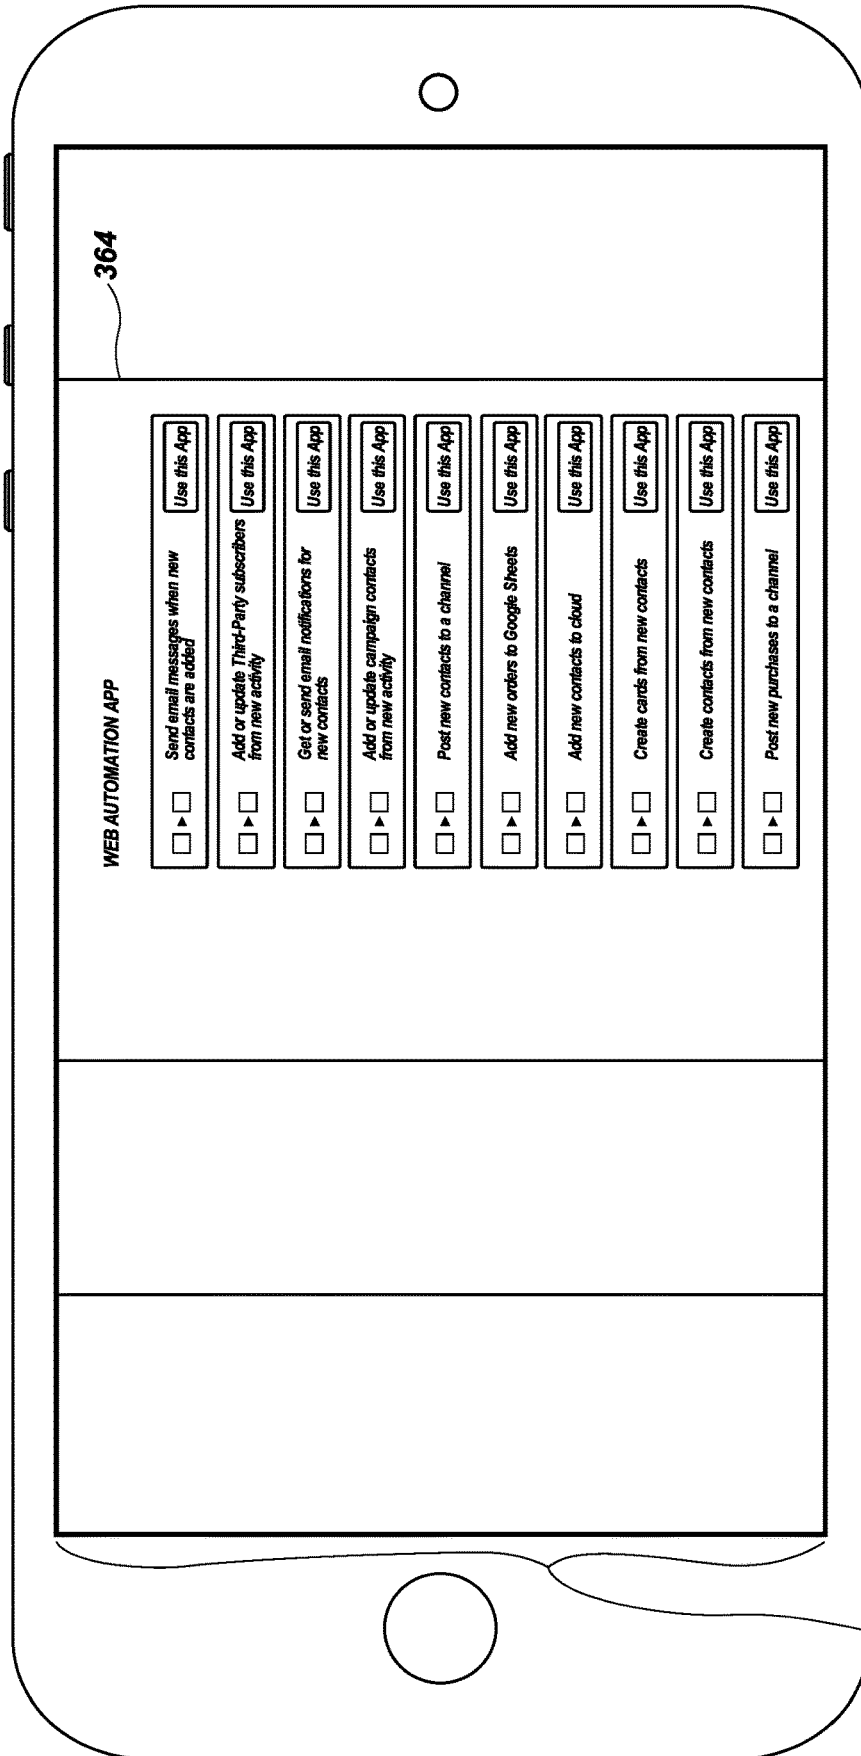 364
WEB AUTOMATION APP
Send email messages when new
contacts are added
Use this App
Add or update Third-Party subscribers
from new activity
Use this App
Get or send email notifications for
new contacts
Use this App
Add or update campaign contacts
from new activity
Use this App
Post new contacts to a channel
Use this App
Add new orders to Google Sheets
Use this App
Add new contacts to cloud
Use this App
Create cards from new contacts
Use this App
Create contacts from new contacts
Use this App
Post new purchases to a channel
Use this App